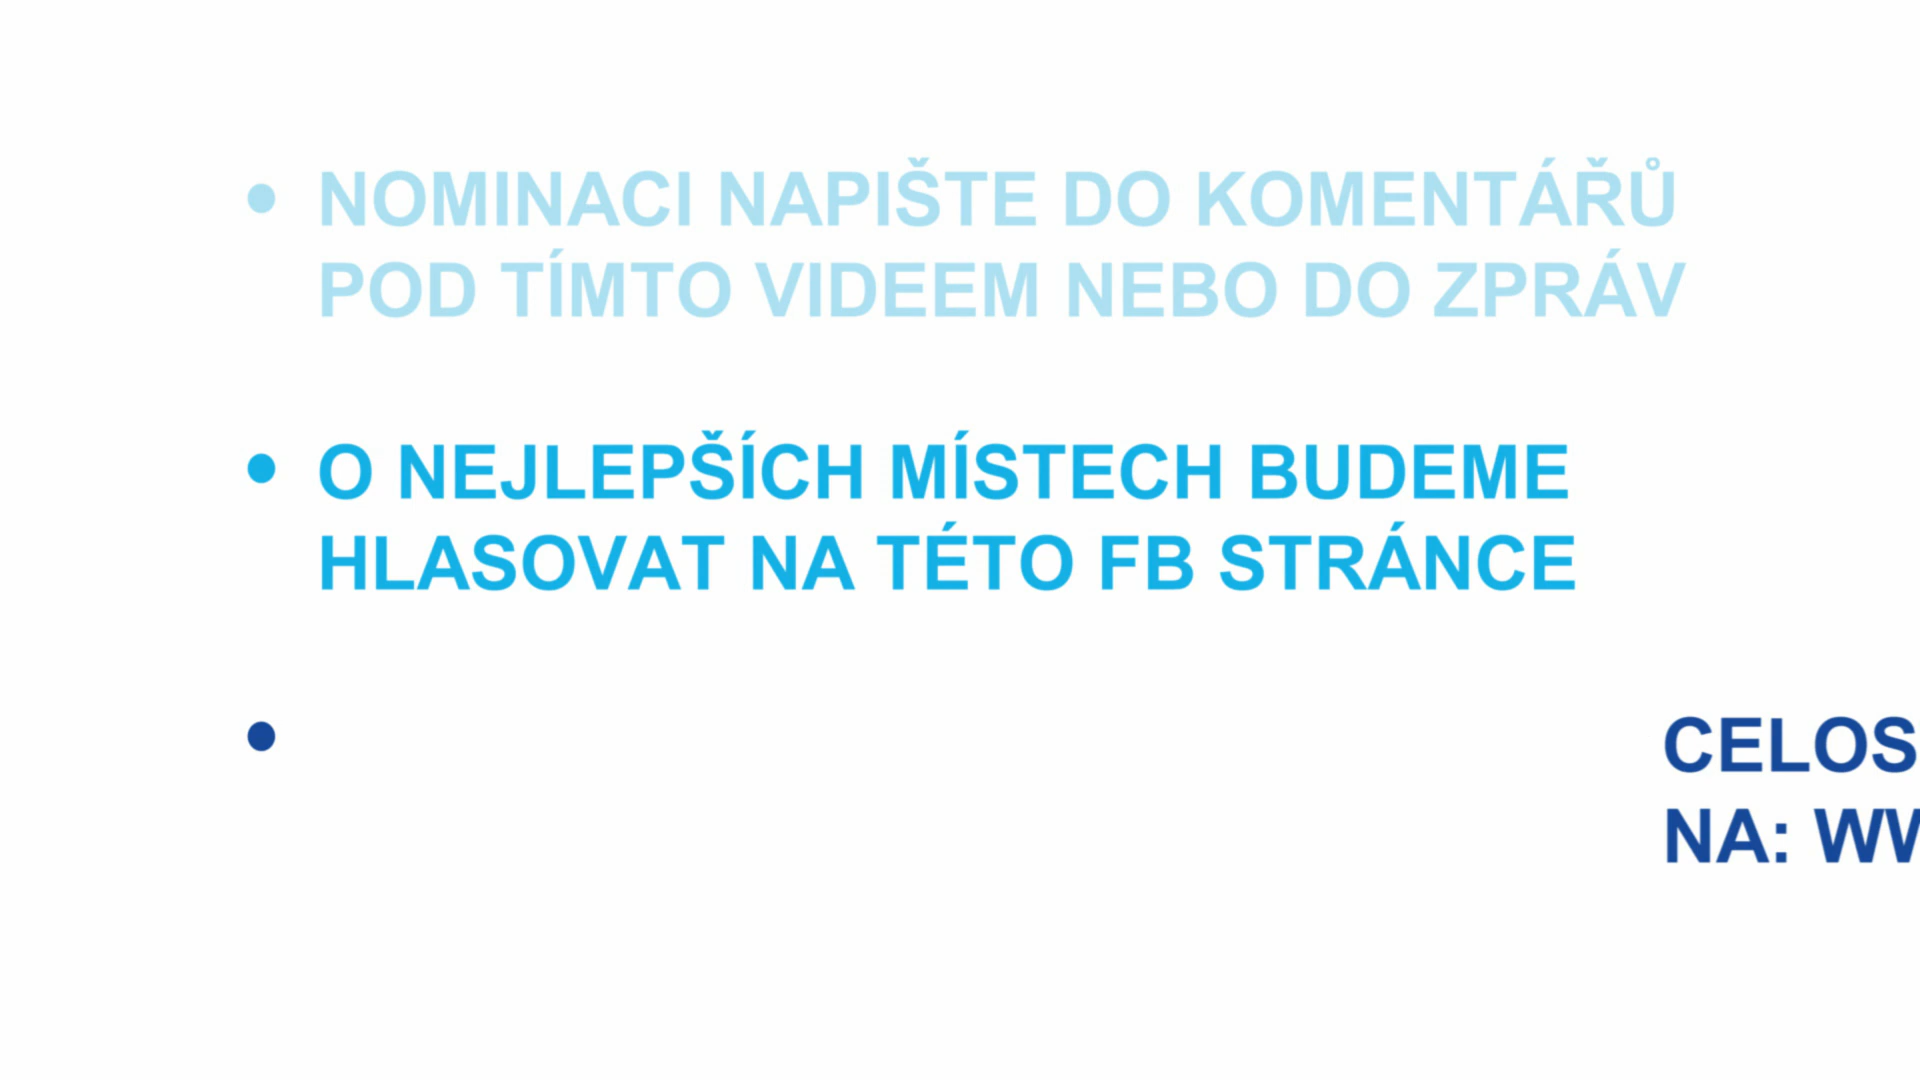 • NOMINACI NAPIŠTE DO KOMENTÁŘŮ
POD TÍMTO VIDEEM NEBO DO ZPRÁV
• O NEJLEPŠÍCH MÍSTECH BUDEME
HLASOVAT NA TÉTO FB STRÁNCE
• CELOS
NA: WW